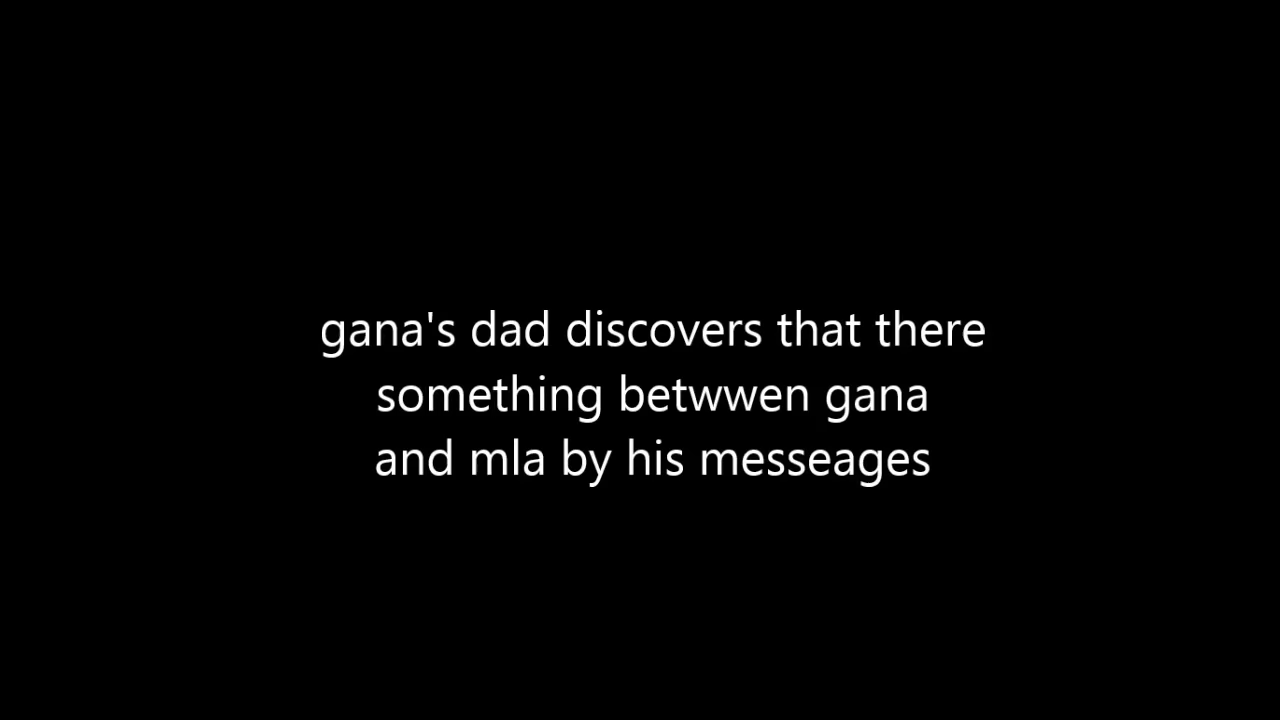 gana's dad discovers that there
something betwwen gana
and mla by his messeages